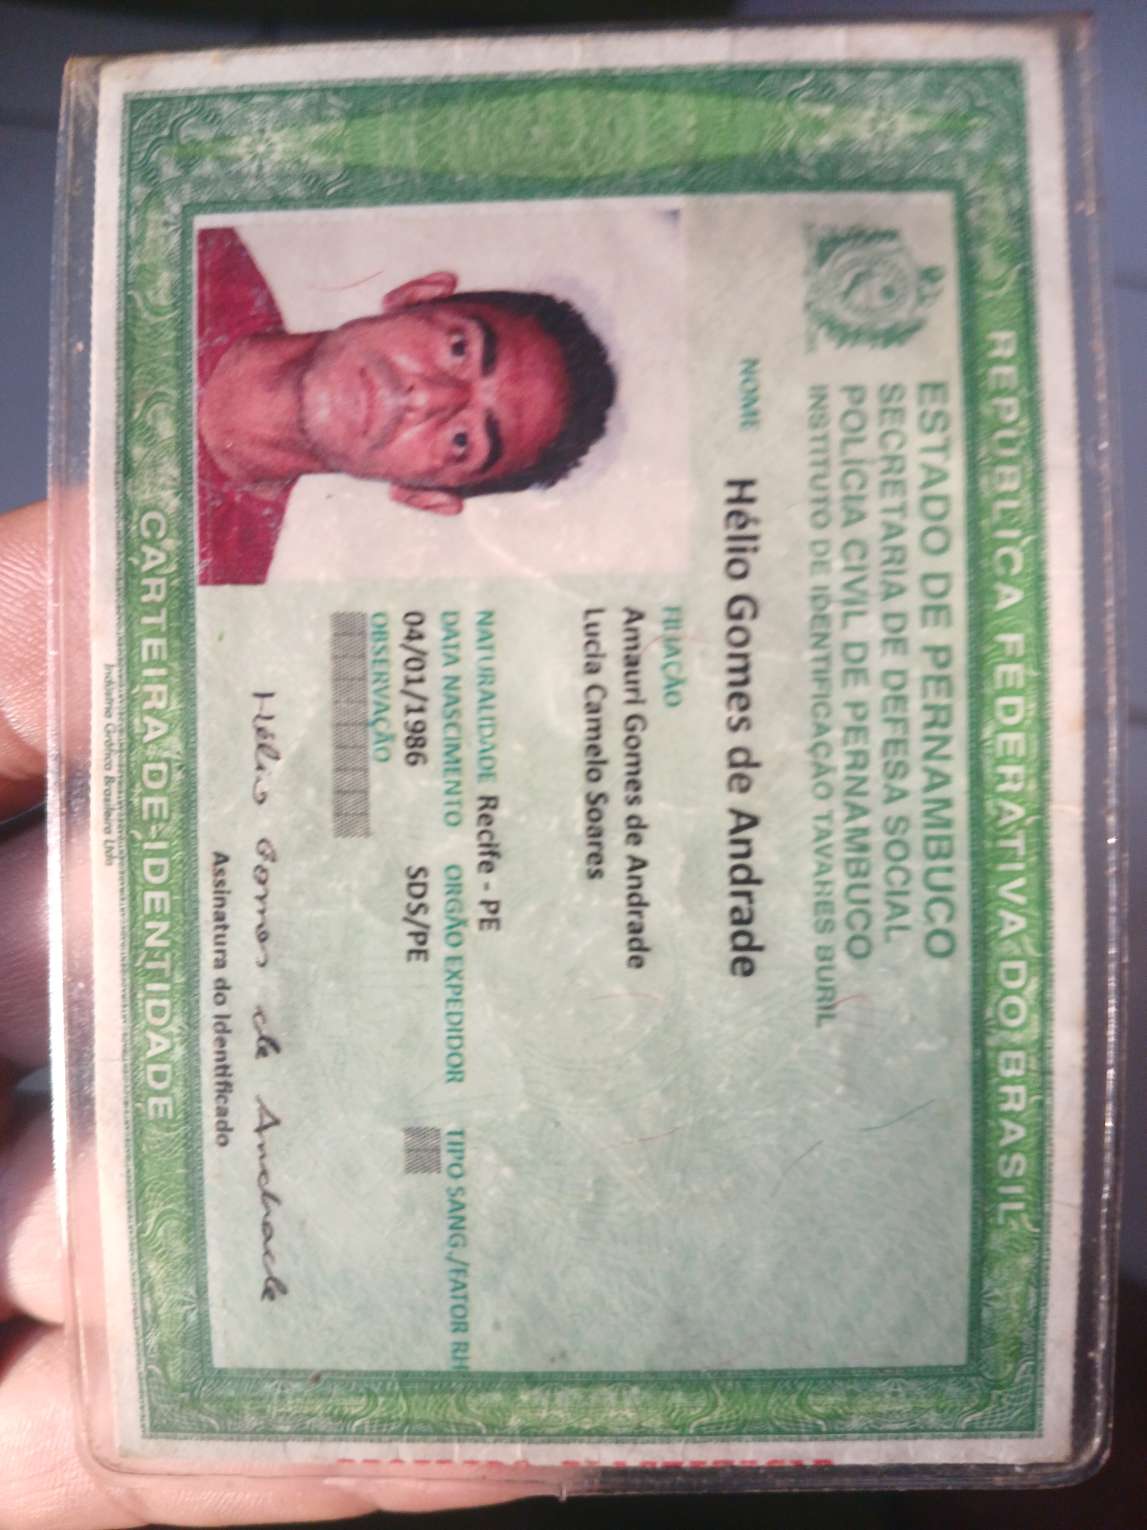 REPÚBLICA FEDERATIVA DO BRASIL
ESTADO DE PERNAMBUCO
SECRETARIA DE DEFESA SOCIAL
POLÍCIA CIVIL DE PERNAMBUCO
INSTITUTO DE IDENTIFICAÇÃO TAVARES BURIL
NOME Hélio Gomes de Andrade
FILIAÇÃO
Amauri Gomes de Andrade
Lucia Camelo Soares
NATURALIDADE Recife - PE
DATA NASCIMENTO ORGÃO EXPEDIDOR TIPO SANG./FATOR RH
04/01/1986 SDS/PE
OBSERVAÇÃO
Hélio Gomes de Andrade
Assinatura do Identificado
CARTEIRA DE IDENTIDADE
Indústria Gráfica Brasileira Ltda